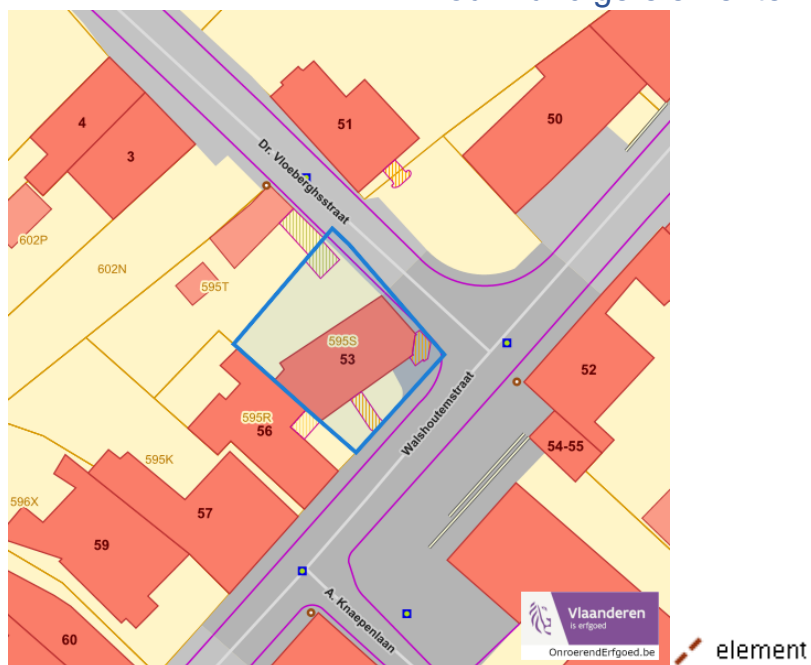 4
3
51
50
Dr. Vloeberghsstraat
602P
602N
595T
595S
53
52
Walshoutemstraat
595R
56
54-55
595K
596X
57
59
A. Knaepenlaan
60
Vlaanderen
is erfgoed
OnroerendErfgoed.be
element